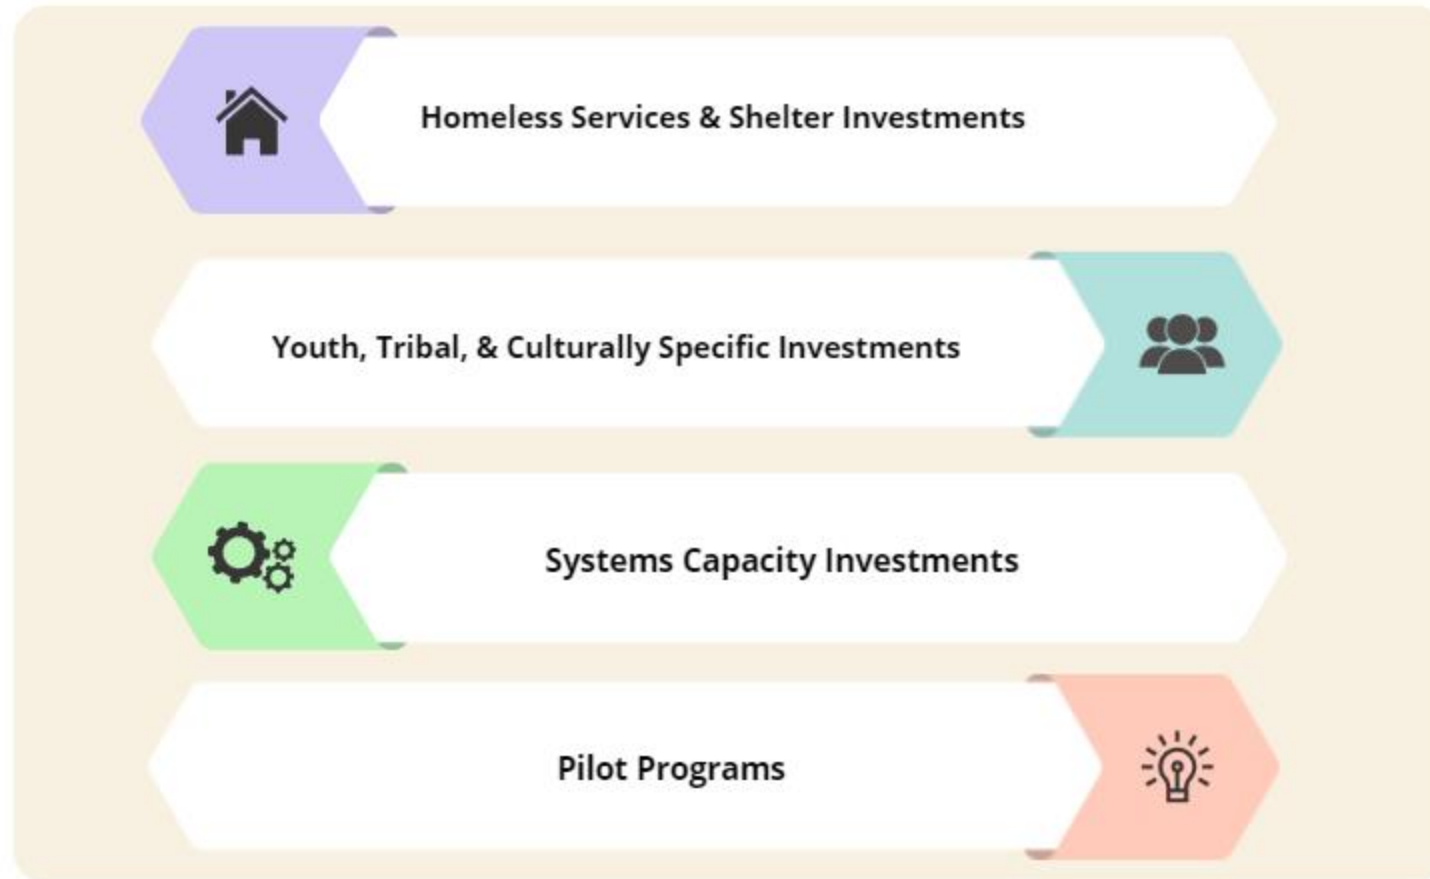 Homeless Services & Shelter Investments
Youth, Tribal, & Culturally Specific Investments
Systems Capacity Investments
Pilot Programs